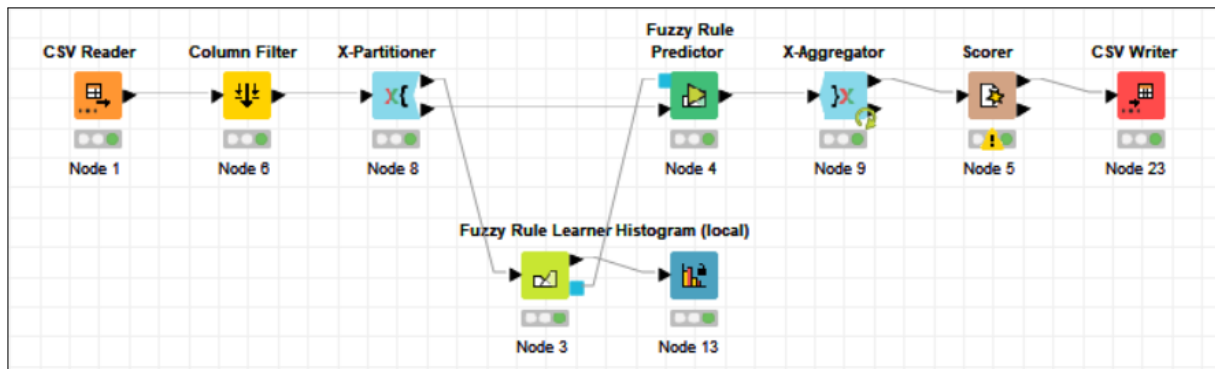 CSV Reader
Column Filter
X-Partitioner
Fuzzy Rule
Predictor
X-Aggregator
Scorer
CSV Writer
Node 1
Node 6
Node 8
Node 4
Node 9
Node 5
Node 23
Fuzzy Rule Learner
Histogram (local)
Node 3
Node 13